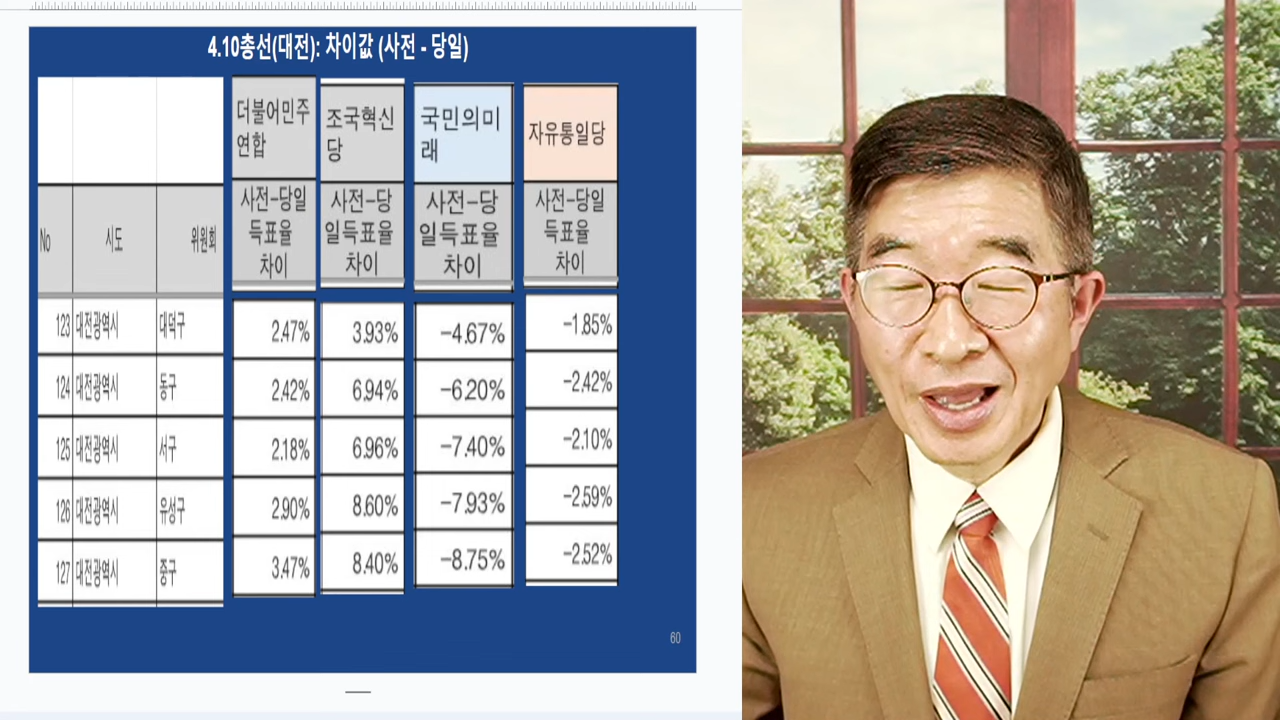 4.10총선(대전): 차이값 (사전 - 당일)
더불어민주
연합
조국혁신
당
국민의미
래
자유통일당
No 시도 위원회
사전-당일
득표율
차이
사전-당
일득표율
차이
사전-당
일득표율
차이
사전-당일
득표율
차이
123 대전광역시 대덕구 2.47% 3.93% -4.67% -1.85%
124 대전광역시 동구 2.42% 6.94% -6.20% -2.42%
125 대전광역시 서구 2.18% 6.96% -7.40% -2.10%
126 대전광역시 유성구 2.90% 8.60% -7.93% -2.59%
127 대전광역시 중구 3.47% 8.40% -8.75% -2.52%
60